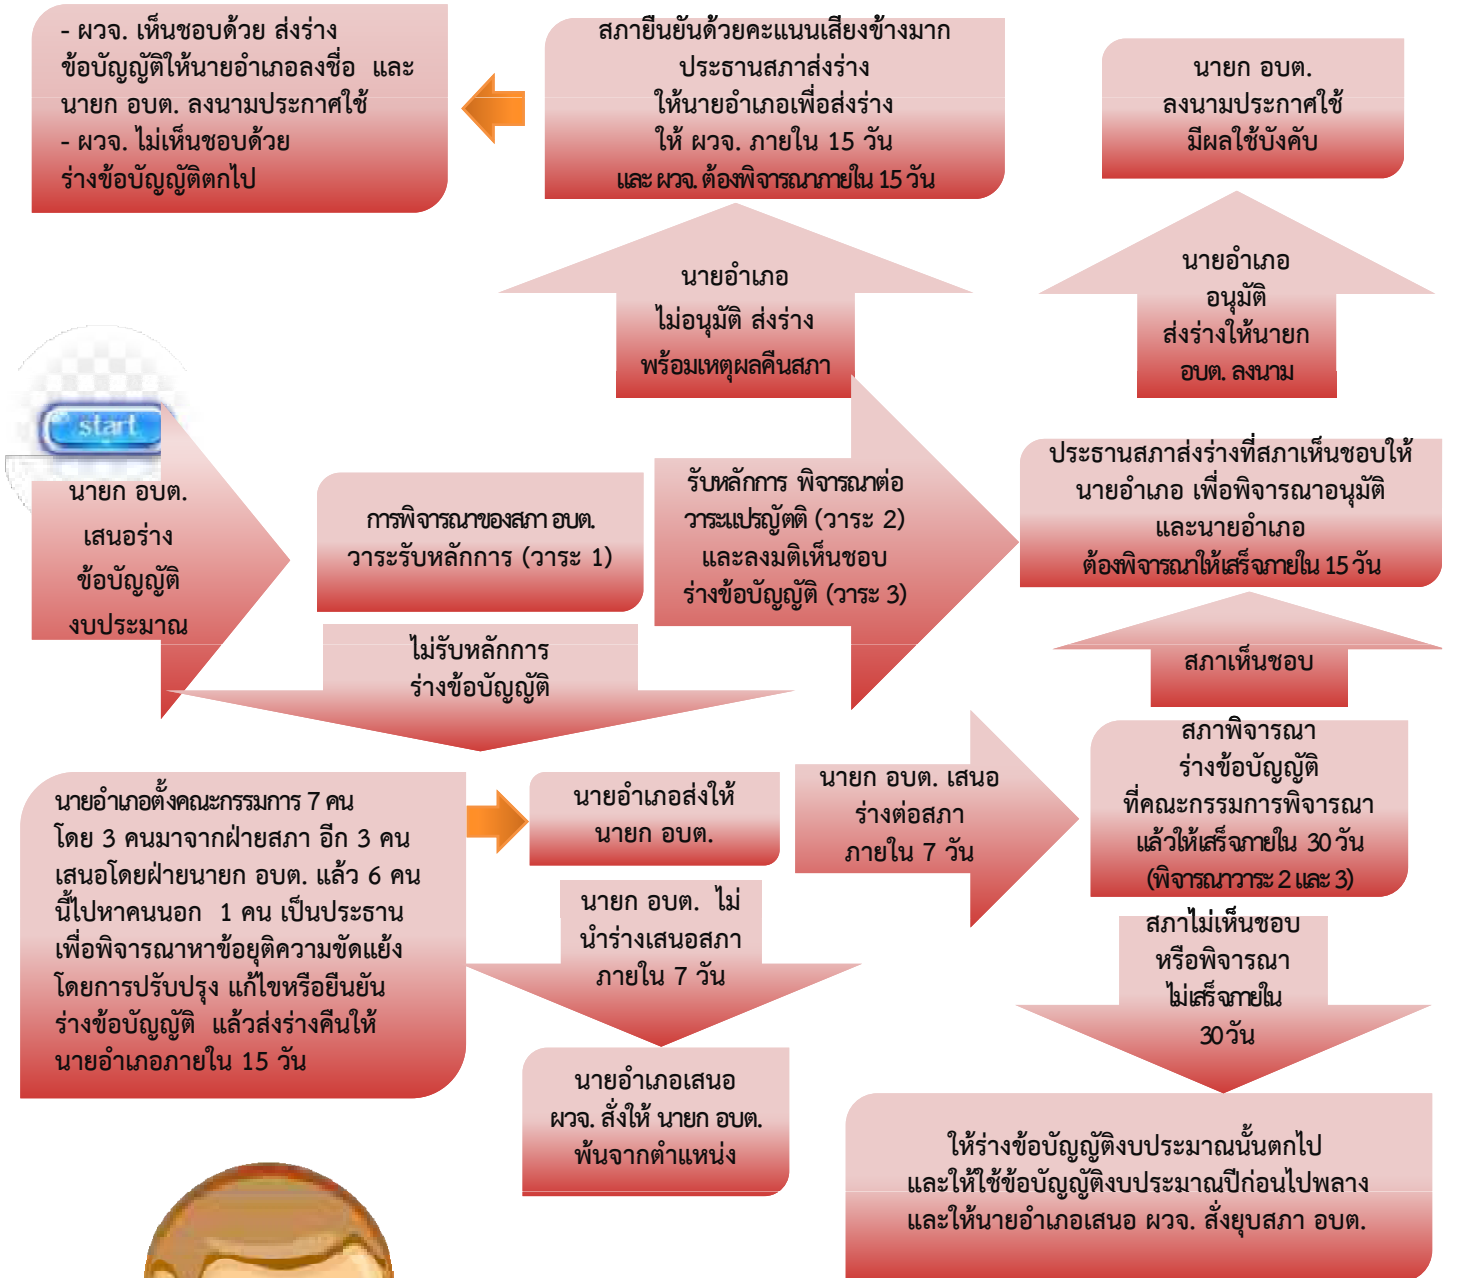 - ผวจ. เห็นชอบด้วย ส่งร่าง
ข้อบัญญัติให้นายอำเภอลงชื่อ และ
นายก อบต. ลงนามประกาศใช้
- ผวจ. ไม่เห็นชอบด้วย
ร่างข้อบัญญัติตกไป
สภายืนยันด้วยคะแนนเสียงข้างมาก
ประธานสภาส่งร่าง
ให้นายอำเภอเพื่อส่งร่าง
ให้ ผวจ. ภายใน 15 วัน
และ ผวจ. ต้องพิจารณาภายใน 15 วัน
นายก อบต.
ลงนามประกาศใช้
มีผลใช้บังคับ
นายอำเภอ
ไม่อนุมัติ ส่งร่าง
พร้อมเหตุผลคืนสภา
นายอำเภอ
อนุมัติ
ส่งร่างให้นายก
อบต. ลงนาม
start
นายก อบต.
เสนอร่าง
ข้อบัญญัติ
งบประมาณ
การพิจารณาของสภา อบต.
วาระรับหลักการ (วาระ 1)
รับหลักการ พิจารณาต่อ
วาระแปรญัตติ (วาระ 2)
และลงมติเห็นชอบ
ร่างข้อบัญญัติ (วาระ 3)
ประธานสภาส่งร่างที่สภาเห็นชอบให้
นายอำเภอ เพื่อพิจารณาอนุมัติ
และนายอำเภอ
ต้องพิจารณาให้เสร็จภายใน 15 วัน
ไม่รับหลักการ
ร่างข้อบัญญัติ
สภาเห็นชอบ
นายอำเภอตั้งคณะกรรมการ 7 คน
โดย 3 คนมาจากฝ่ายสภา อีก 3 คน
เสนอโดยฝ่ายนายก อบต. แล้ว 6 คน
นี้ไปหาคนนอก 1 คน เป็นประธาน
เพื่อพิจารณาหาข้อยุติความขัดแย้ง
โดยการปรับปรุง แก้ไขหรือยืนยัน
ร่างข้อบัญญัติ แล้วส่งร่างคืนให้
นายอำเภอภายใน 15 วัน
นายอำเภอส่งให้
นายก อบต.
นายก อบต. เสนอ
ร่างต่อสภา
ภายใน 7 วัน
สภาพิจารณา
ร่างข้อบัญญัติ
ที่คณะกรรมการพิจารณา
แล้วให้เสร็จภายใน 30 วัน
(พิจารณาวาระ 2 และ 3)
นายก อบต. ไม่
นำร่างเสนอสภา
ภายใน 7 วัน
สภาไม่เห็นชอบ
หรือพิจารณา
ไม่เสร็จภายใน
30 วัน
นายอำเภอเสนอ
ผวจ. สั่งให้ นายก อบต.
พ้นจากตำแหน่ง
ให้ร่างข้อบัญญัติงบประมาณนั้นตกไป
และให้ใช้ข้อบัญญัติงบประมาณปีก่อนไปพลาง
และให้นายอำเภอเสนอ ผวจ. สั่งยุบสภา อบต.